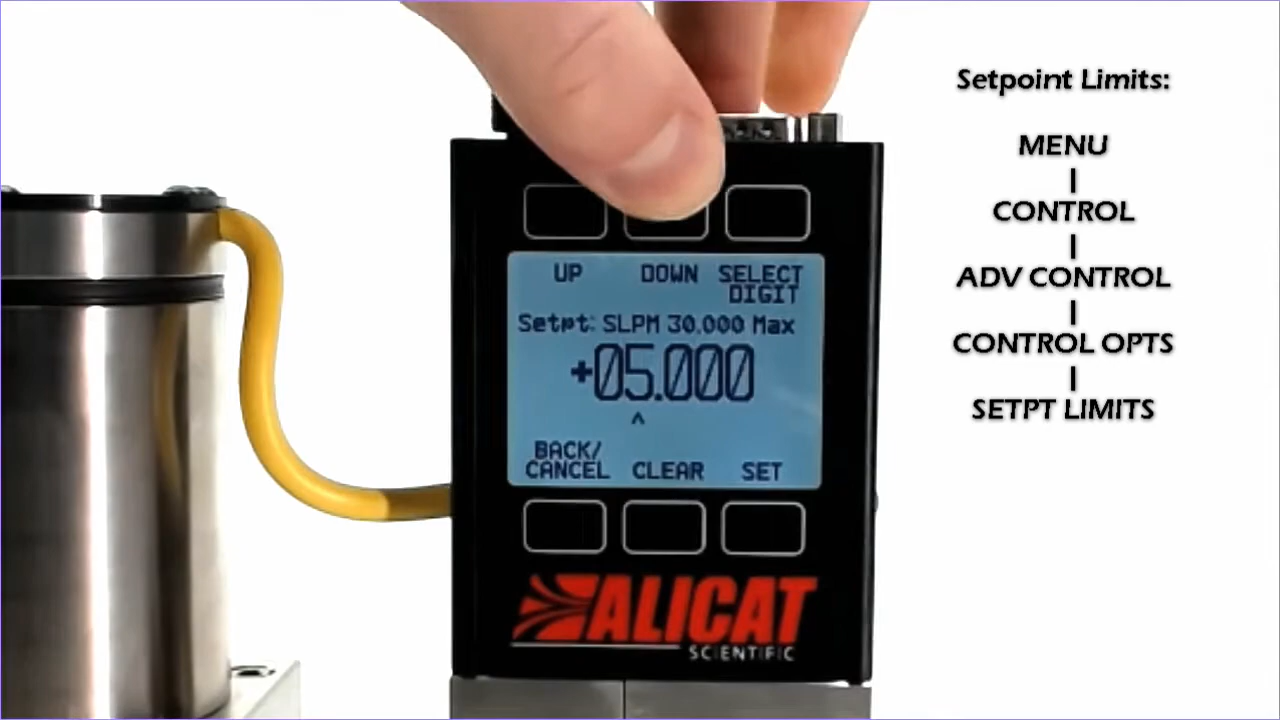 Setpoint Limits:
MENU
CONTROL
ADV CONTROL
CONTROL OPTS
SETPT LIMITS
UP DOWN SELECT
DIGIT
Setpt: SLPM 30.000 Max
+05.000
^
BACK/
CANCEL CLEAR SET
ALICAT
SCIENTIFIC